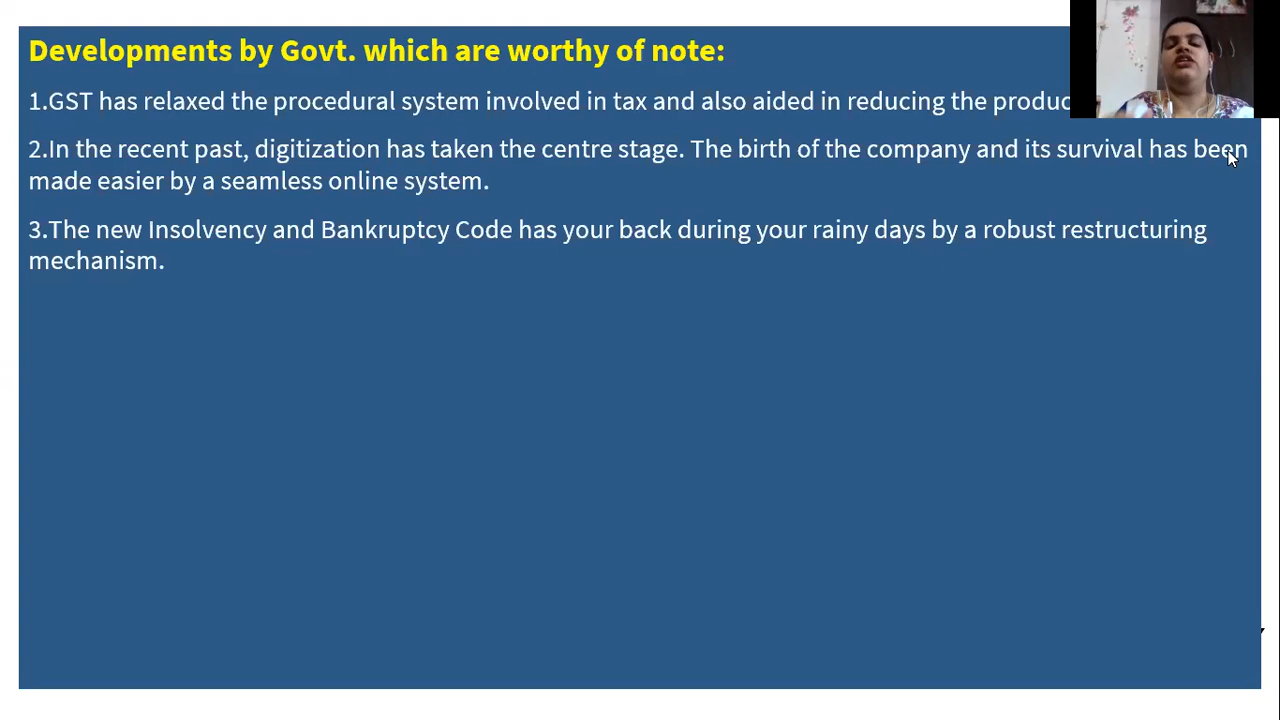 Developments by Govt. which are worthy of note:
1.GST has relaxed the procedural system involved in tax and also aided in reducing the
2.In the recent past, digitization has taken the centre stage. The birth of the company and its survival has been
made easier by a seamless online system.
3.The new Insolvency and Bankruptcy Code has your back during your rainy days by a robust restructuring
mechanism.